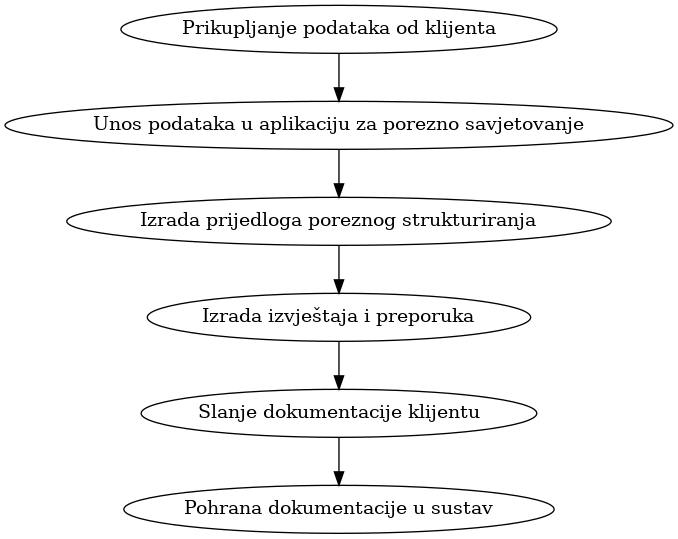 Prikupljanje podataka od klijenta
Unos podataka u aplikaciju za porezno savjetovanje
Izrada prijedloga poreznog strukturiranja
Izrada izvještaja i preporuka
Slanje dokumentacije klijentu
Pohrana dokumentacije u sustav